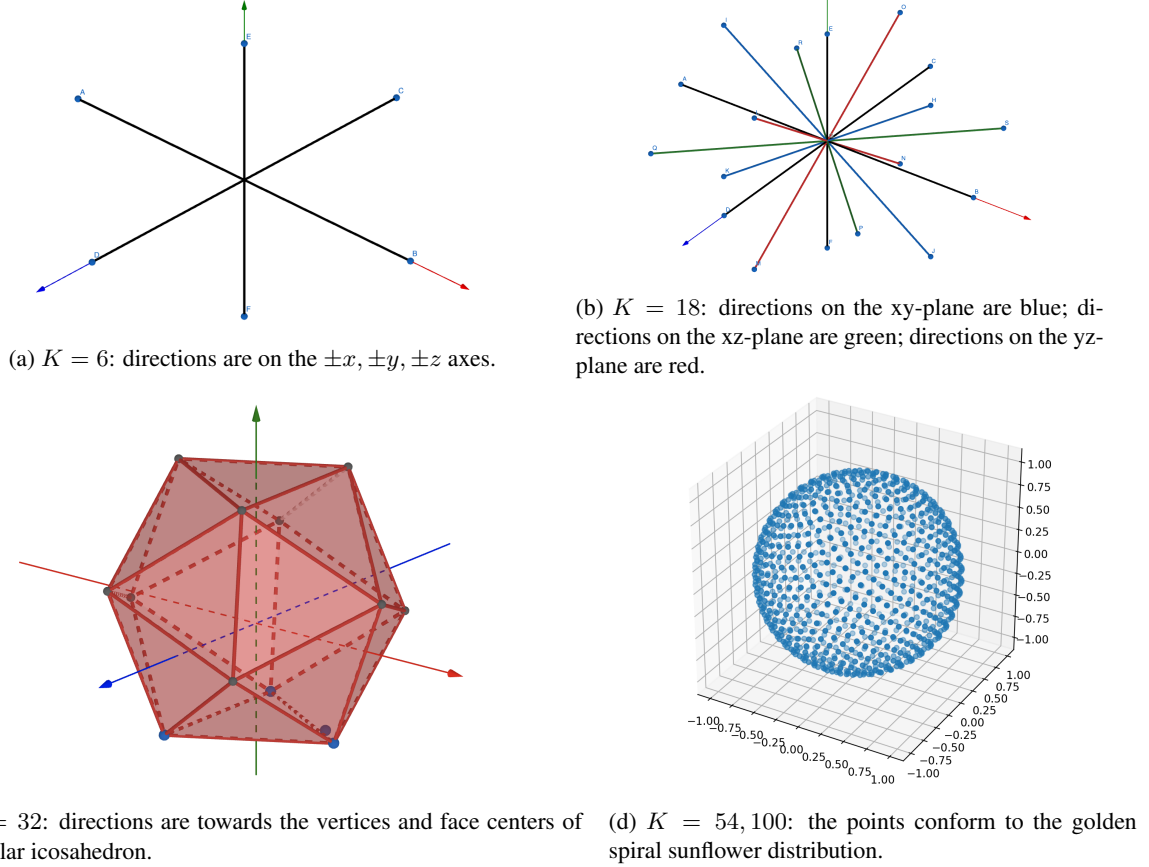 E
A
C
D
B
F
(a) K = 6: directions are on the ±x, ±y, ±z axes.
O
I
E
R
C
A
H
L
S
Q
N
K
B
D
P
F
J
M
(b) K = 18: directions on the xy-plane are blue; di-
rections on the xz-plane are green; directions on the yz-
plane are red.
1.00
0.75
0.50
0.25
0.00
−0.25
−0.50
−0.75
−1.00
1.00
0.75
0.50
0.25
0.00
−0.25
−0.50
−0.75
−1.00
−1.00
−0.75
−0.50
−0.25
0.00
0.25
0.50
0.75
1.00
= 32: directions are towards the vertices and face centers of
lar icosahedron.
(d) K = 54, 100: the points conform to the golden
spiral sunflower distribution.